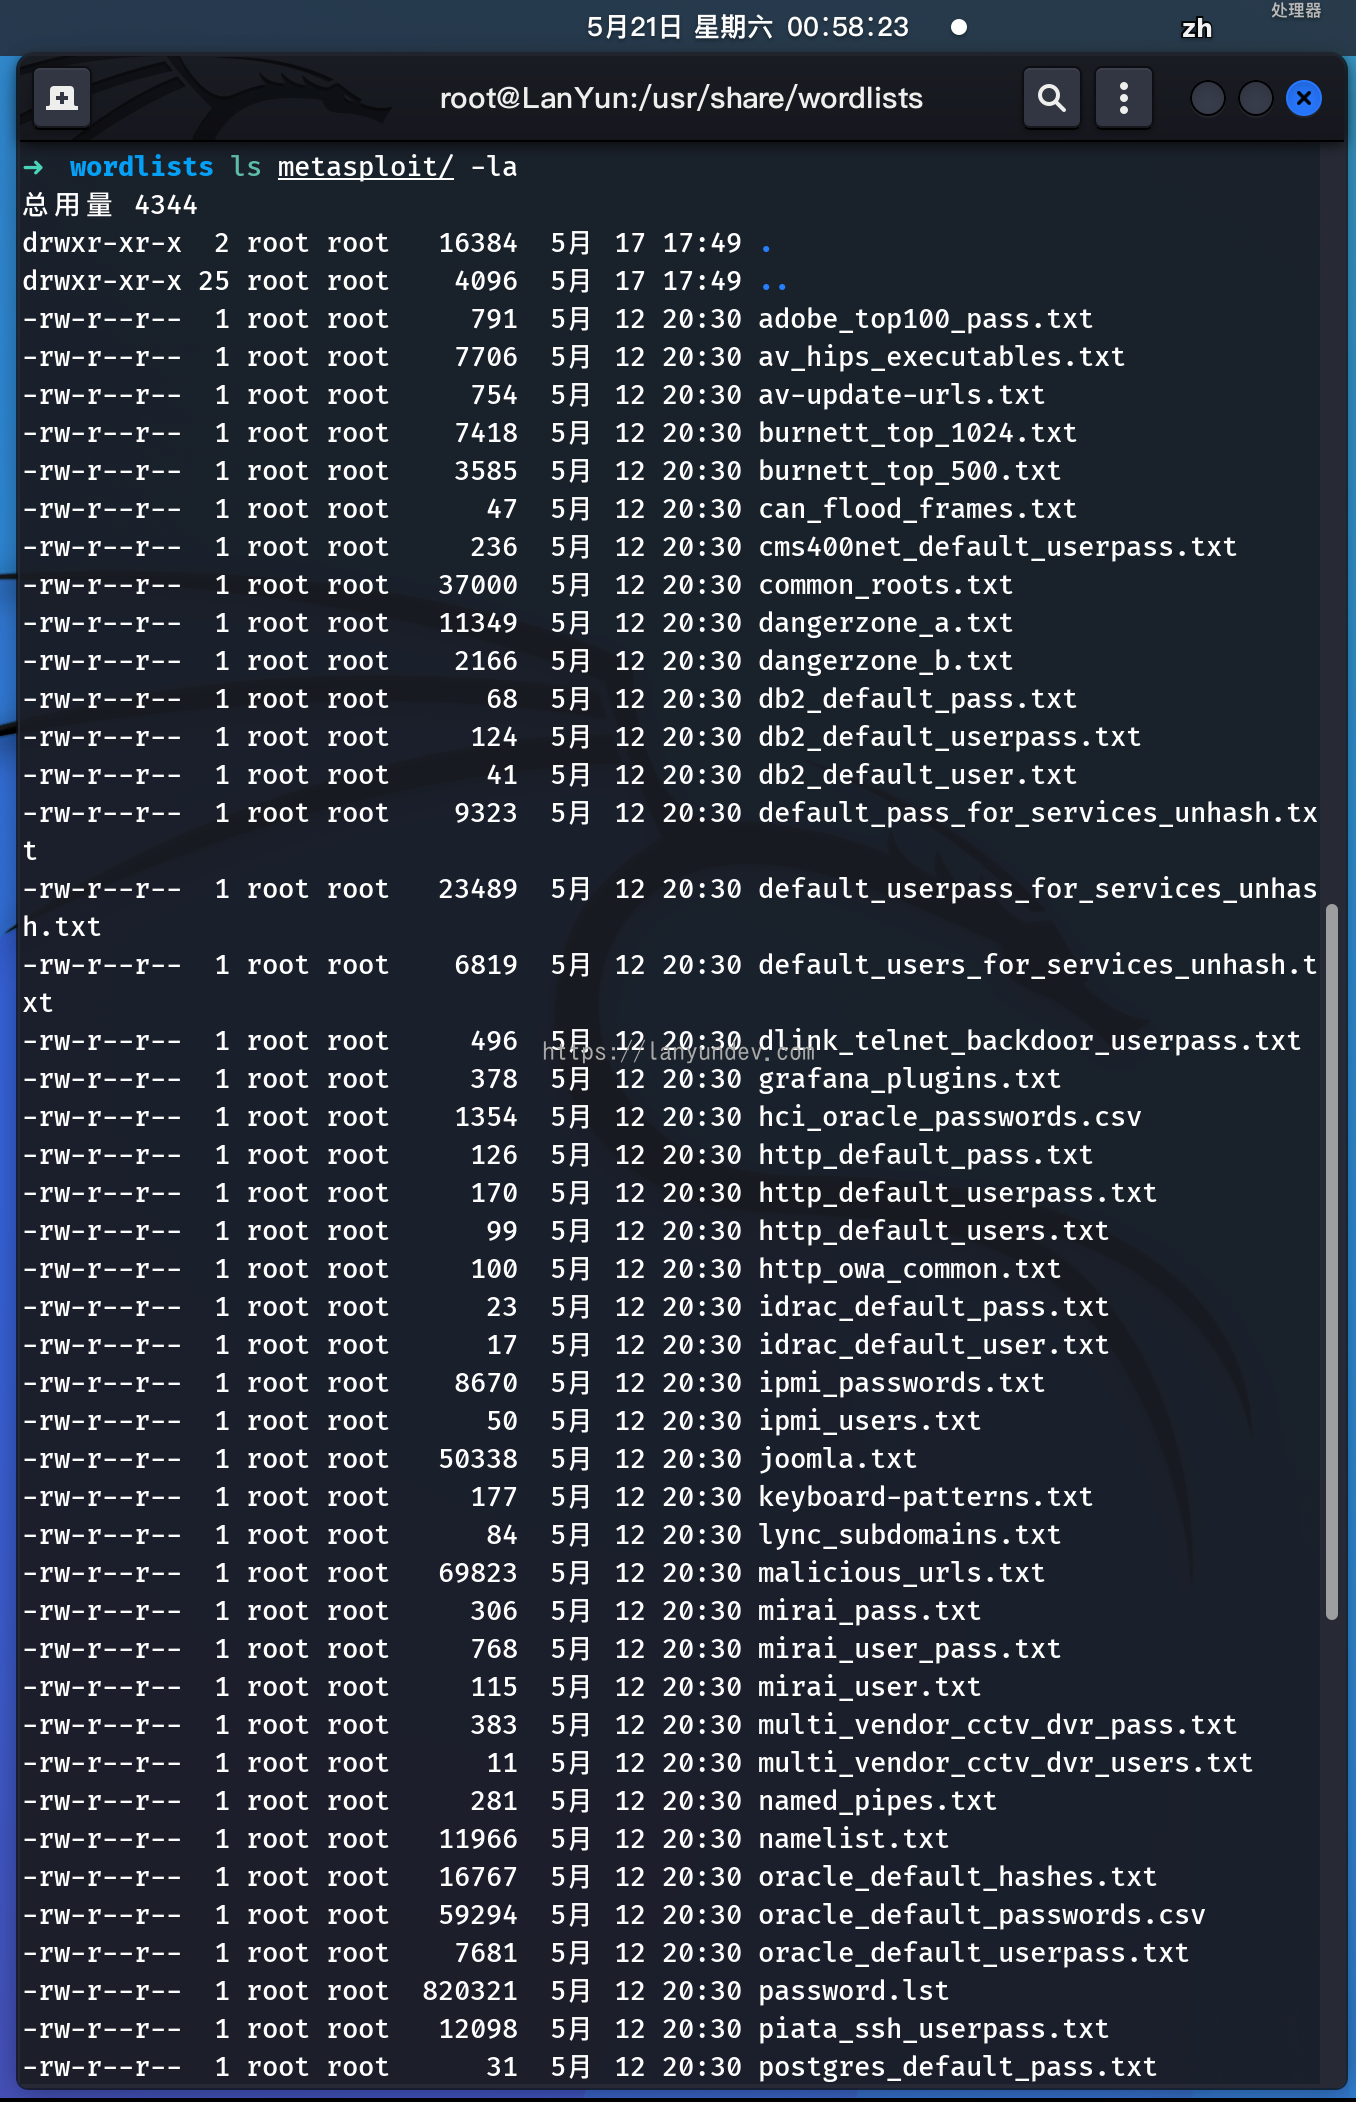 处理器
5月21日 星期六 00:58:23
zh
root@LanYun:/usr/share/wordlists
→ wordlists ls metasploit/ -la
总用量 4344
drwxr-xr-x  2 root root   16384  5月 17 17:49 .
drwxr-xr-x 25 root root    4096  5月 17 17:49 ..
-rw-r--r--  1 root root     791  5月 12 20:30 adobe_top100_pass.txt
-rw-r--r--  1 root root    7706  5月 12 20:30 av_hips_executables.txt
-rw-r--r--  1 root root     754  5月 12 20:30 av-update-urls.txt
-rw-r--r--  1 root root    7418  5月 12 20:30 burnett_top_1024.txt
-rw-r--r--  1 root root    3585  5月 12 20:30 burnett_top_500.txt
-rw-r--r--  1 root root      47  5月 12 20:30 can_flood_frames.txt
-rw-r--r--  1 root root     236  5月 12 20:30 cms400net_default_userpass.txt
-rw-r--r--  1 root root   37000  5月 12 20:30 common_roots.txt
-rw-r--r--  1 root root   11349  5月 12 20:30 dangerzone_a.txt
-rw-r--r--  1 root root    2166  5月 12 20:30 dangerzone_b.txt
-rw-r--r--  1 root root      68  5月 12 20:30 db2_default_pass.txt
-rw-r--r--  1 root root     124  5月 12 20:30 db2_default_userpass.txt
-rw-r--r--  1 root root      41  5月 12 20:30 db2_default_user.txt
-rw-r--r--  1 root root    9323  5月 12 20:30 default_pass_for_services_unhash.tx
t
-rw-r--r--  1 root root   23489  5月 12 20:30 default_userpass_for_services_unhas
h.txt
-rw-r--r--  1 root root    6819  5月 12 20:30 default_users_for_services_unhash.t
xt
-rw-r--r--  1 root root     496  5月 12 20:30 dlink_telnet_backdoor_userpass.txt
https://lanyundev.com
-rw-r--r--  1 root root     378  5月 12 20:30 grafana_plugins.txt
-rw-r--r--  1 root root    1354  5月 12 20:30 hci_oracle_passwords.csv
-rw-r--r--  1 root root     126  5月 12 20:30 http_default_pass.txt
-rw-r--r--  1 root root     170  5月 12 20:30 http_default_userpass.txt
-rw-r--r--  1 root root      99  5月 12 20:30 http_default_users.txt
-rw-r--r--  1 root root     100  5月 12 20:30 http_owa_common.txt
-rw-r--r--  1 root root      23  5月 12 20:30 idrac_default_pass.txt
-rw-r--r--  1 root root      17  5月 12 20:30 idrac_default_user.txt
-rw-r--r--  1 root root    8670  5月 12 20:30 ipmi_passwords.txt
-rw-r--r--  1 root root      50  5月 12 20:30 ipmi_users.txt
-rw-r--r--  1 root root   50338  5月 12 20:30 joomla.txt
-rw-r--r--  1 root root     177  5月 12 20:30 keyboard-patterns.txt
-rw-r--r--  1 root root      84  5月 12 20:30 lync_subdomains.txt
-rw-r--r--  1 root root   69823  5月 12 20:30 malicious_urls.txt
-rw-r--r--  1 root root     306  5月 12 20:30 mirai_pass.txt
-rw-r--r--  1 root root     768  5月 12 20:30 mirai_user_pass.txt
-rw-r--r--  1 root root     115  5月 12 20:30 mirai_user.txt
-rw-r--r--  1 root root     383  5月 12 20:30 multi_vendor_cctv_dvr_pass.txt
-rw-r--r--  1 root root      11  5月 12 20:30 multi_vendor_cctv_dvr_users.txt
-rw-r--r--  1 root root     281  5月 12 20:30 named_pipes.txt
-rw-r--r--  1 root root   11966  5月 12 20:30 namelist.txt
-rw-r--r--  1 root root   16767  5月 12 20:30 oracle_default_hashes.txt
-rw-r--r--  1 root root   59294  5月 12 20:30 oracle_default_passwords.csv
-rw-r--r--  1 root root    7681  5月 12 20:30 oracle_default_userpass.txt
-rw-r--r--  1 root root  820321  5月 12 20:30 password.lst
-rw-r--r--  1 root root   12098  5月 12 20:30 piata_ssh_userpass.txt
-rw-r--r--  1 root root      31  5月 12 20:30 postgres_default_pass.txt